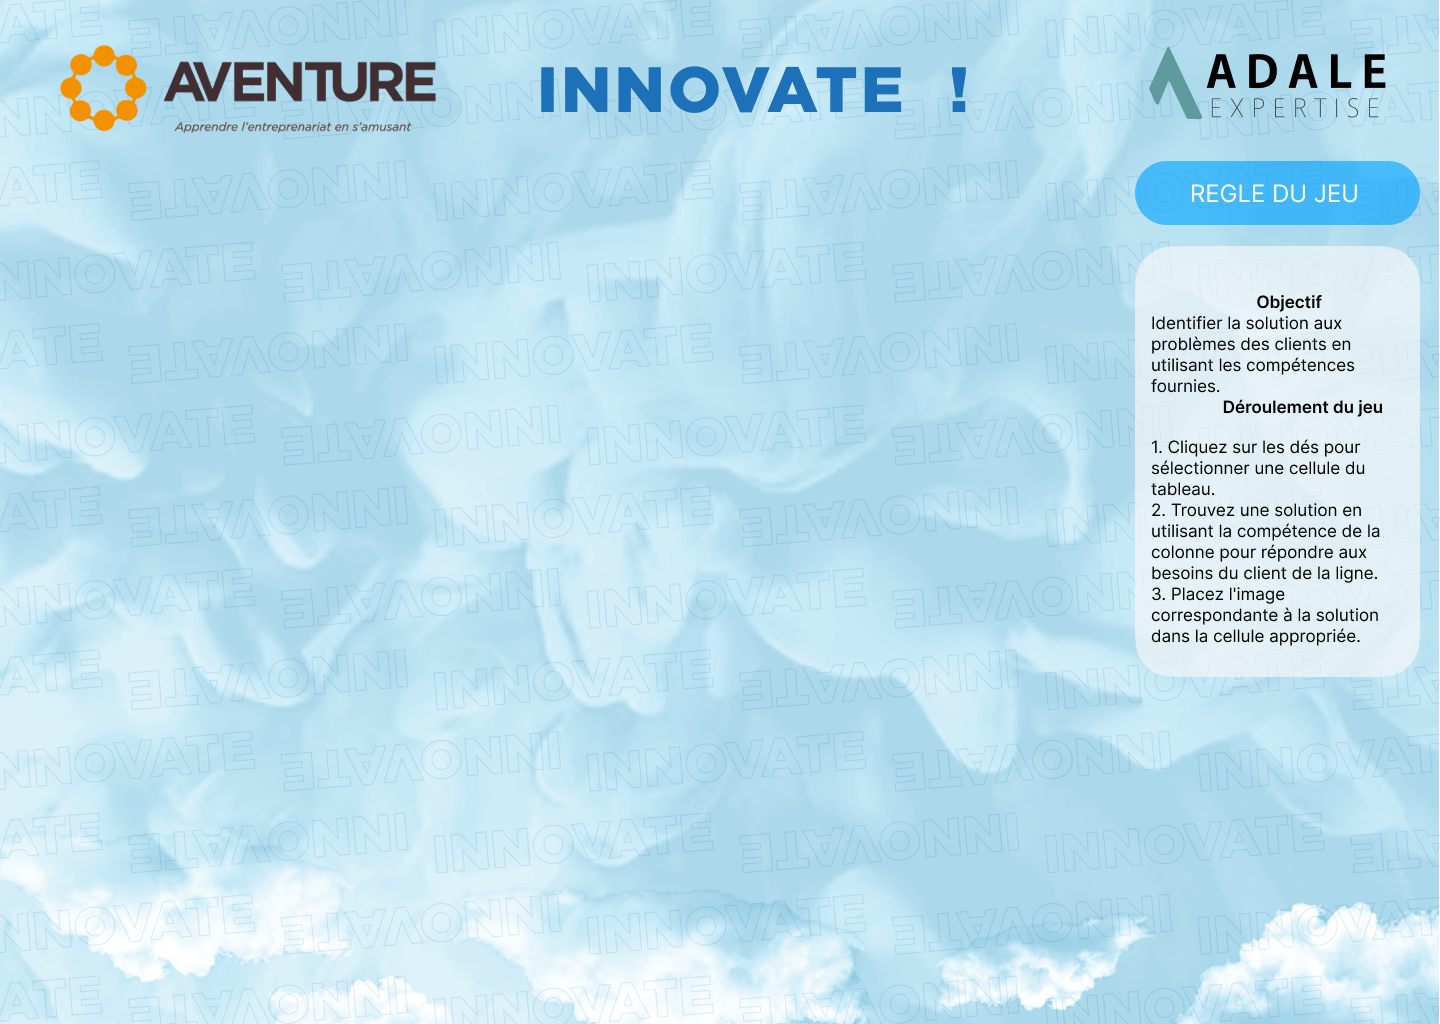 AVENTURE
Apprendre l'entreprenariat en s'amusant
INNOVATE !
ADALE
EXPERTISE
REGLE DU JEU
Objectif
Identifier la solution aux
problèmes des clients en
utilisant les compétences
fournies.
Déroulement du jeu
1. Cliquez sur les dés pour
sélectionner une cellule du
tableau.
2. Trouvez une solution en
utilisant la compétence de la
colonne pour répondre aux
besoins du client de la ligne.
3. Placez l'image
correspondante à la solution
dans la cellule appropriée.